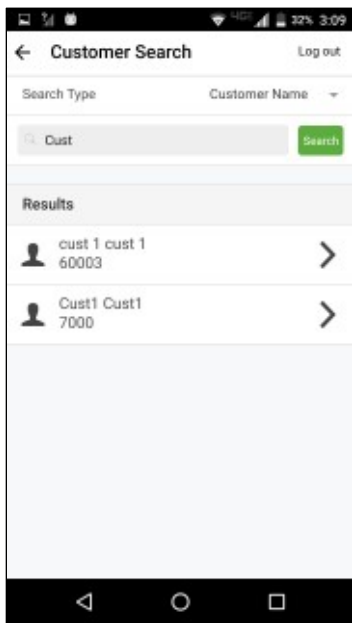 4G 32% 3:09
Customer Search Log out
Search Type Customer Name
Cust Search
Results
cust 1 cust 1
60003
Cust1 Cust1
7000